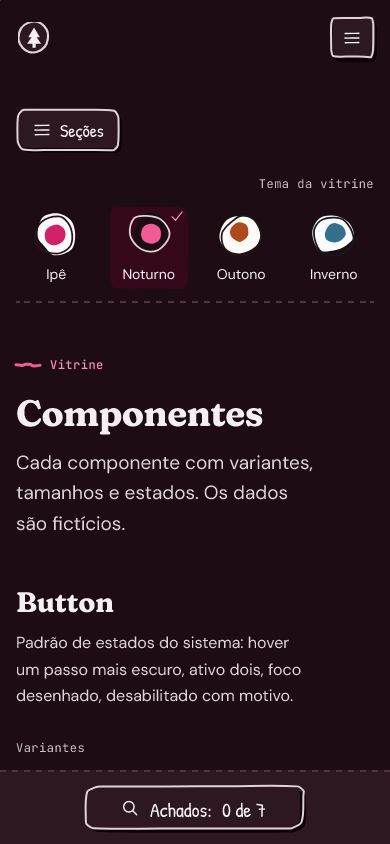 Seções
Tema da vitrine
Ipê
Noturno
Outono
Inverno
Vitrine
Componentes
Cada componente com variantes,
tamanhos e estados. Os dados
são fictícios.
Button
Padrão de estados do sistema: hover
um passo mais escuro, ativo dois, foco
desenhado, desabilitado com motivo.
Variantes
Achados: 0 de 7